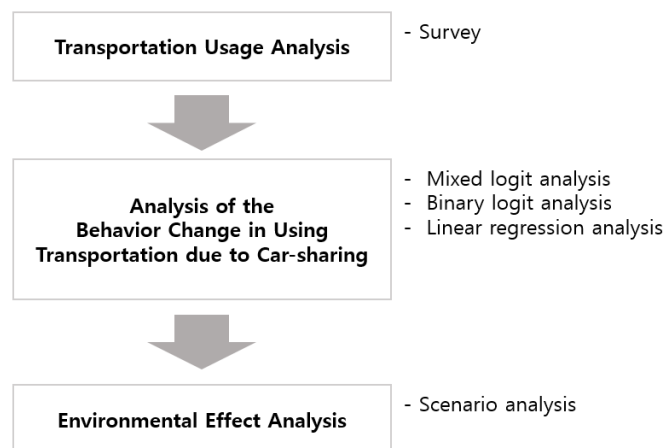 Transportation Usage Analysis
- Survey
Analysis of the
Behavior Change in Using
Transportation due to Car-sharing
- Mixed logit analysis
- Binary logit analysis
- Linear regression analysis
Environmental Effect Analysis
- Scenario analysis